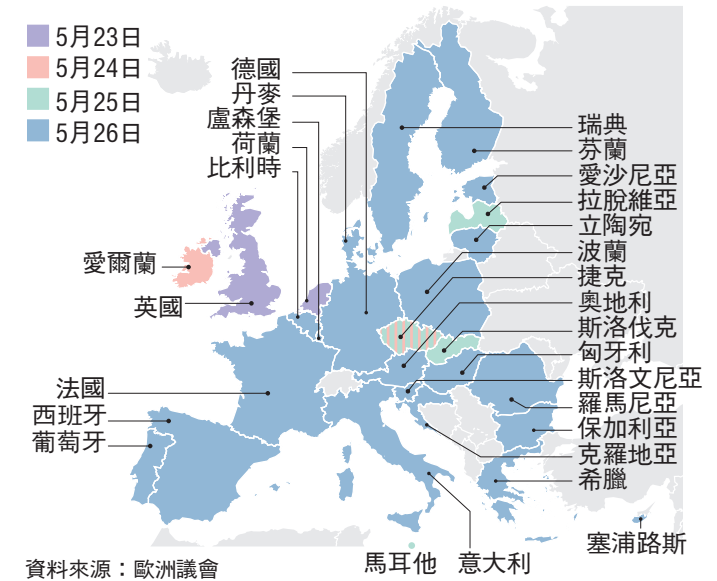 5月23日
5月24日
5月25日
5月26日
德國
丹麥
盧森堡
荷蘭
比利時
愛爾蘭
英國
法國
西班牙
葡萄牙
瑞典
芬蘭
愛沙尼亞
拉脫維亞
立陶宛
波蘭
捷克
奧地利
斯洛伐克
匈牙利
斯洛文尼亞
羅馬尼亞
保加利亞
克羅地亞
希臘
塞浦路斯
馬耳他
意大利
資料來源：歐洲議會